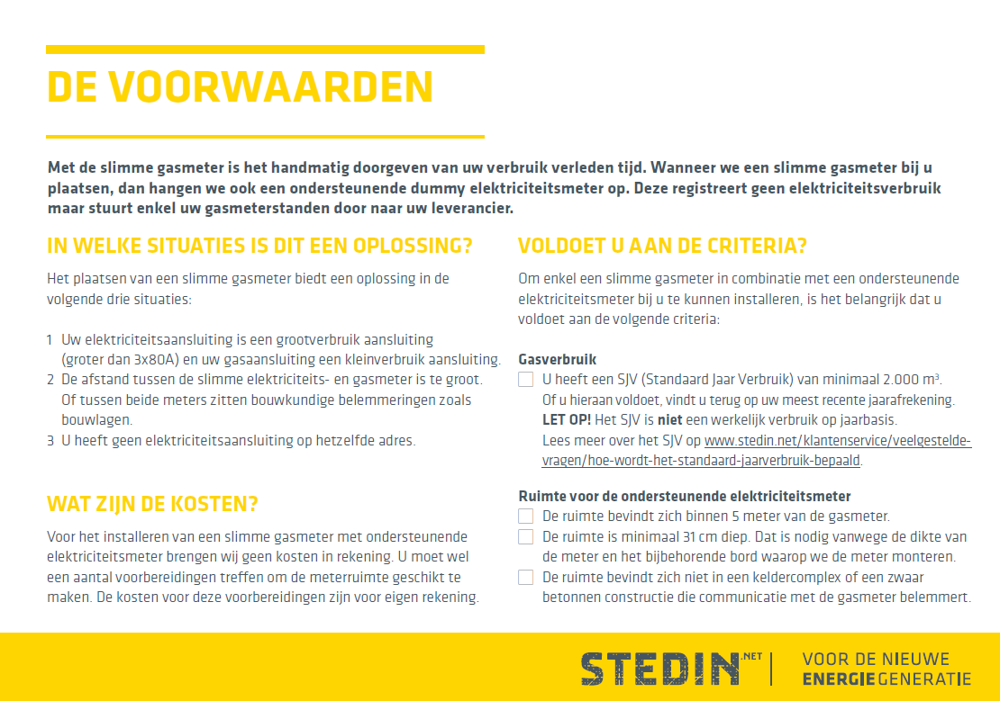 DE VOORWAARDEN
Met de slimme gasmeter is het handmatig doorgeven van uw verbruik verleden tijd. Wanneer we een slimme gasmeter bij u
plaatsen, dan hangen we ook een ondersteunende dummy elektriciteitsmeter op. Deze registreert geen elektriciteitsverbruik
maar stuurt enkel uw gasmeterstanden door naar uw leverancier.
IN WELKE SITUATIES IS DIT EEN OPLOSSING?
Het plaatsen van een slimme gasmeter biedt een oplossing in de
volgende drie situaties:
1 Uw elektriciteitsaansluiting is een grootverbruik aansluiting
(groter dan 3x80A) en uw gasaansluiting een kleinverbruik aansluiting.
2 De afstand tussen de slimme elektriciteits- en gasmeter is te groot.
Of tussen beide meters zitten bouwkundige belemmeringen zoals
bouwlagen.
3 U heeft geen elektriciteitsaansluiting op hetzelfde adres.
WAT ZIJN DE KOSTEN?
Voor het installeren van een slimme gasmeter met ondersteunende
elektriciteitsmeter brengen wij geen kosten in rekening. U moet wel
een aantal voorbereidingen treffen om de meterruimte geschikt te
maken. De kosten voor deze voorbereidingen zijn voor eigen rekening.
VOLDOET U AAN DE CRITERIA?
Om enkel een slimme gasmeter in combinatie met een ondersteunende
elektriciteitsmeter bij u te kunnen installeren, is het belangrijk dat u
voldoet aan de volgende criteria:
Gasverbruik
U heeft een SJV (Standaard Jaar Verbruik) van minimaal 2.000 m³.
Of u hieraan voldoet, vindt u terug op uw meest recente jaarafrekening.
LET OP! Het SJV is niet een werkelijk verbruik op jaarbasis.
Lees meer over het SJV op www.stedin.net/klantenservice/veelgestelde-
vragen/hoe-wordt-het-standaard-jaarverbruik-bepaald.
Ruimte voor de ondersteunende elektriciteitsmeter
De ruimte bevindt zich binnen 5 meter van de gasmeter.
De ruimte is minimaal 31 cm diep. Dat is nodig vanwege de dikte van
de meter en het bijbehorende bord waarop we de meter monteren.
De ruimte bevindt zich niet in een keldercomplex of een zwaar
betonnen constructie die communicatie met de gasmeter belemmert.
STEDIN.NET
VOOR DE NIEUWE
ENERGIEGENERATIE